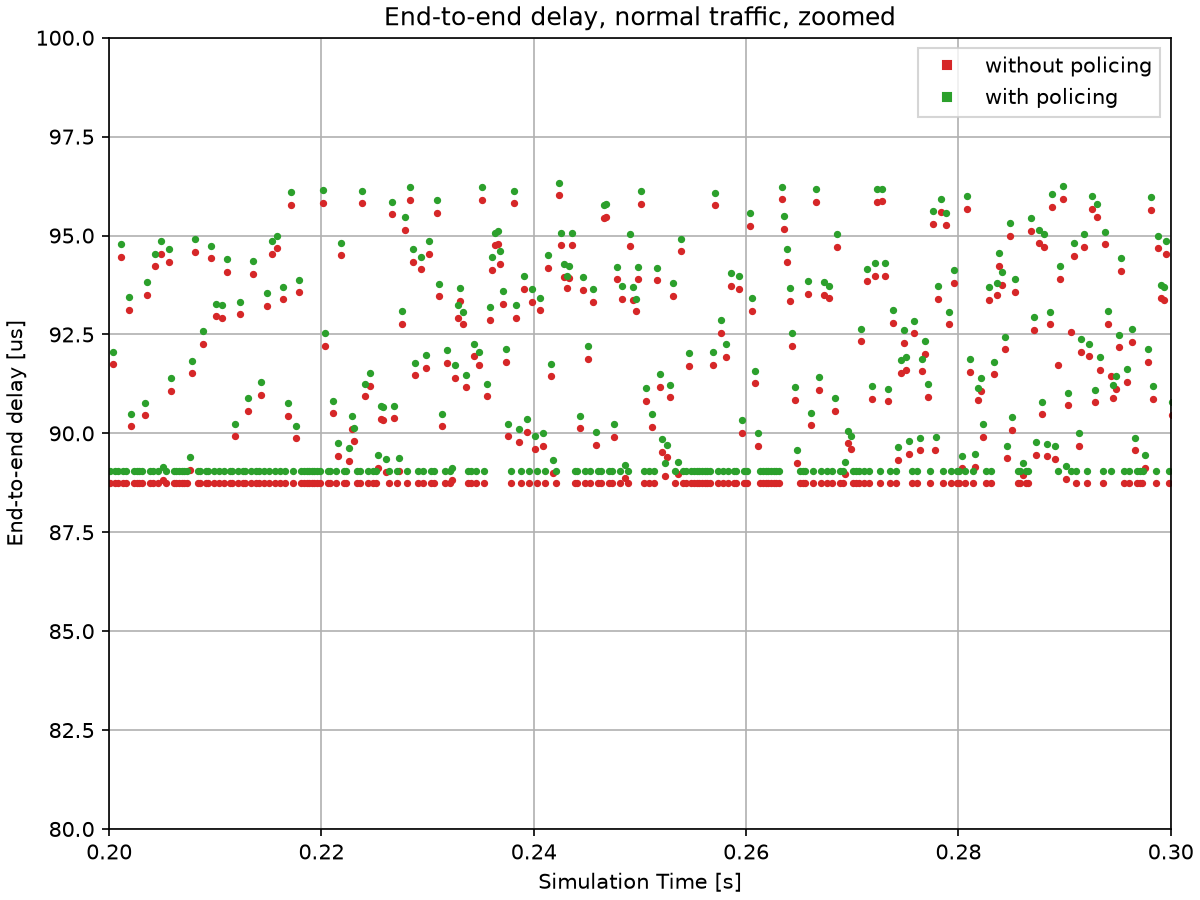 End-to-end delay, normal traffic, zoomed
without policing
with policing
100.0
97.5
95.0
92.5
90.0
87.5
85.0
82.5
80.0
End-to-end delay [us]
0.20 0.22 0.24 0.26 0.28 0.30
Simulation Time [s]